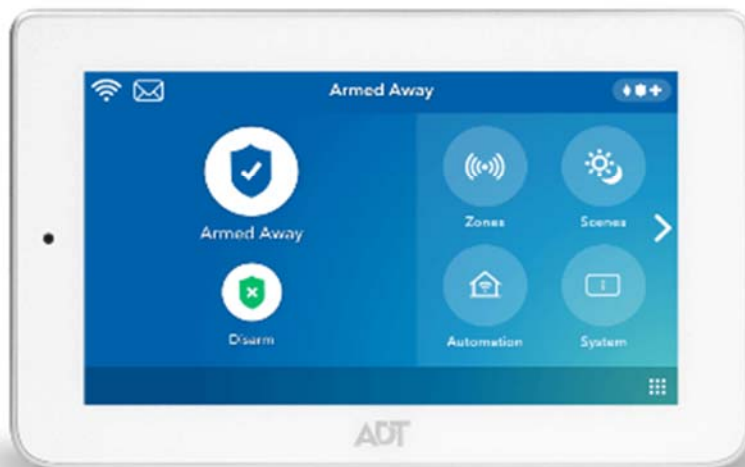 Armed Away
Armed Away
Disarm
Zones
Scenes
Automation
System
ADT